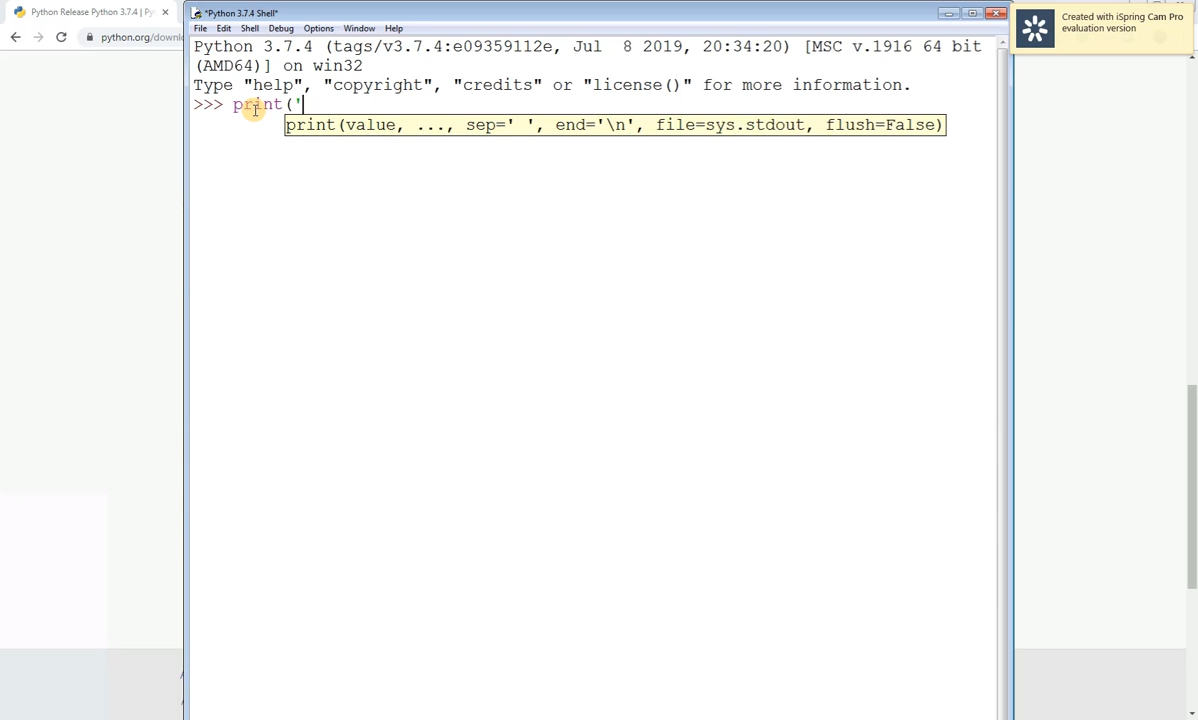 Python Release Python 3.7.4 | Py
python.org/downlo
*Python 3.7.4 Shell*
File Edit Shell Debug Options Window Help
Python 3.7.4 (tags/v3.7.4:e09359112e, Jul  8 2019, 20:34:20) [MSC v.1916 64 bit
(AMD64)] on win32
Type "help", "copyright", "credits" or "license()" for more information.
>>> print('
print(value, ..., sep=' ', end='\n', file=sys.stdout, flush=False)
Created with iSpring Cam Pro
evaluation version